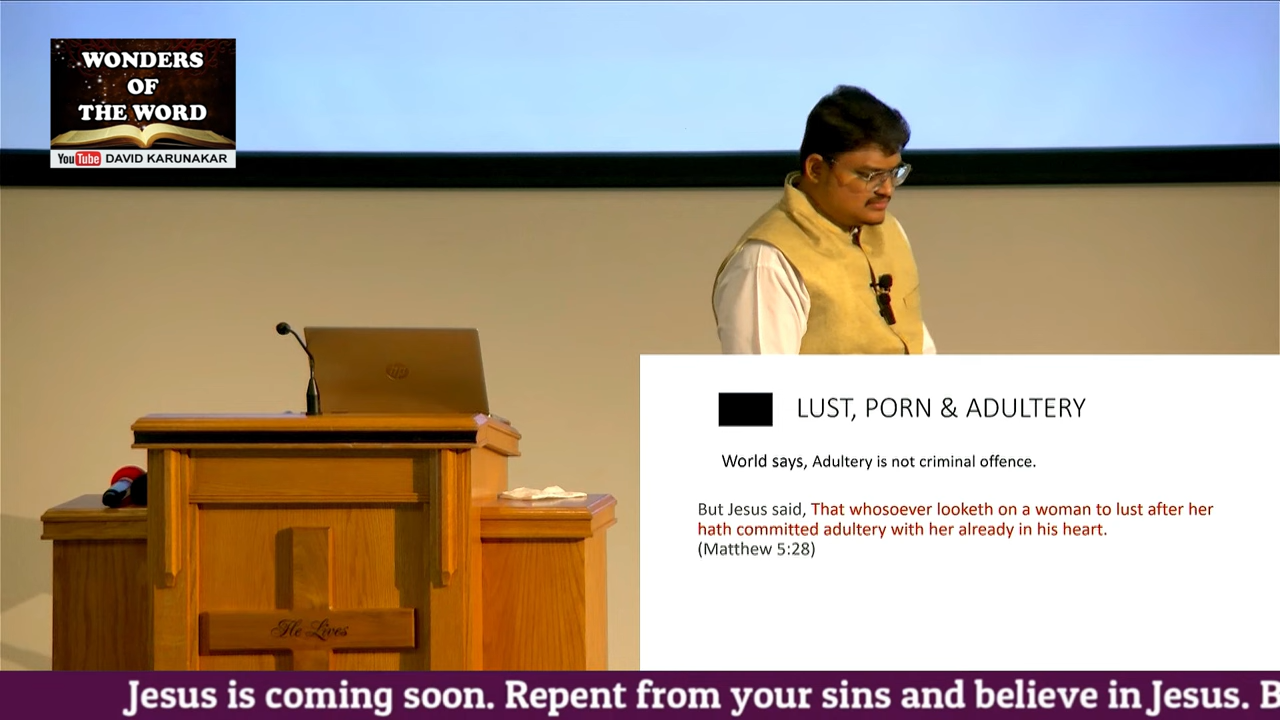 WONDERS
OF
THE WORD
YouTube DAVID KARUNAKAR
hp
LUST, PORN & ADULTERY
World says, Adultery is not criminal offence.
But Jesus said, That whosoever looketh on a woman to lust after her
hath committed adultery with her already in his heart.
(Matthew 5:28)
He Lives
Jesus is coming soon. Repent from your sins and believe in Jesus. B